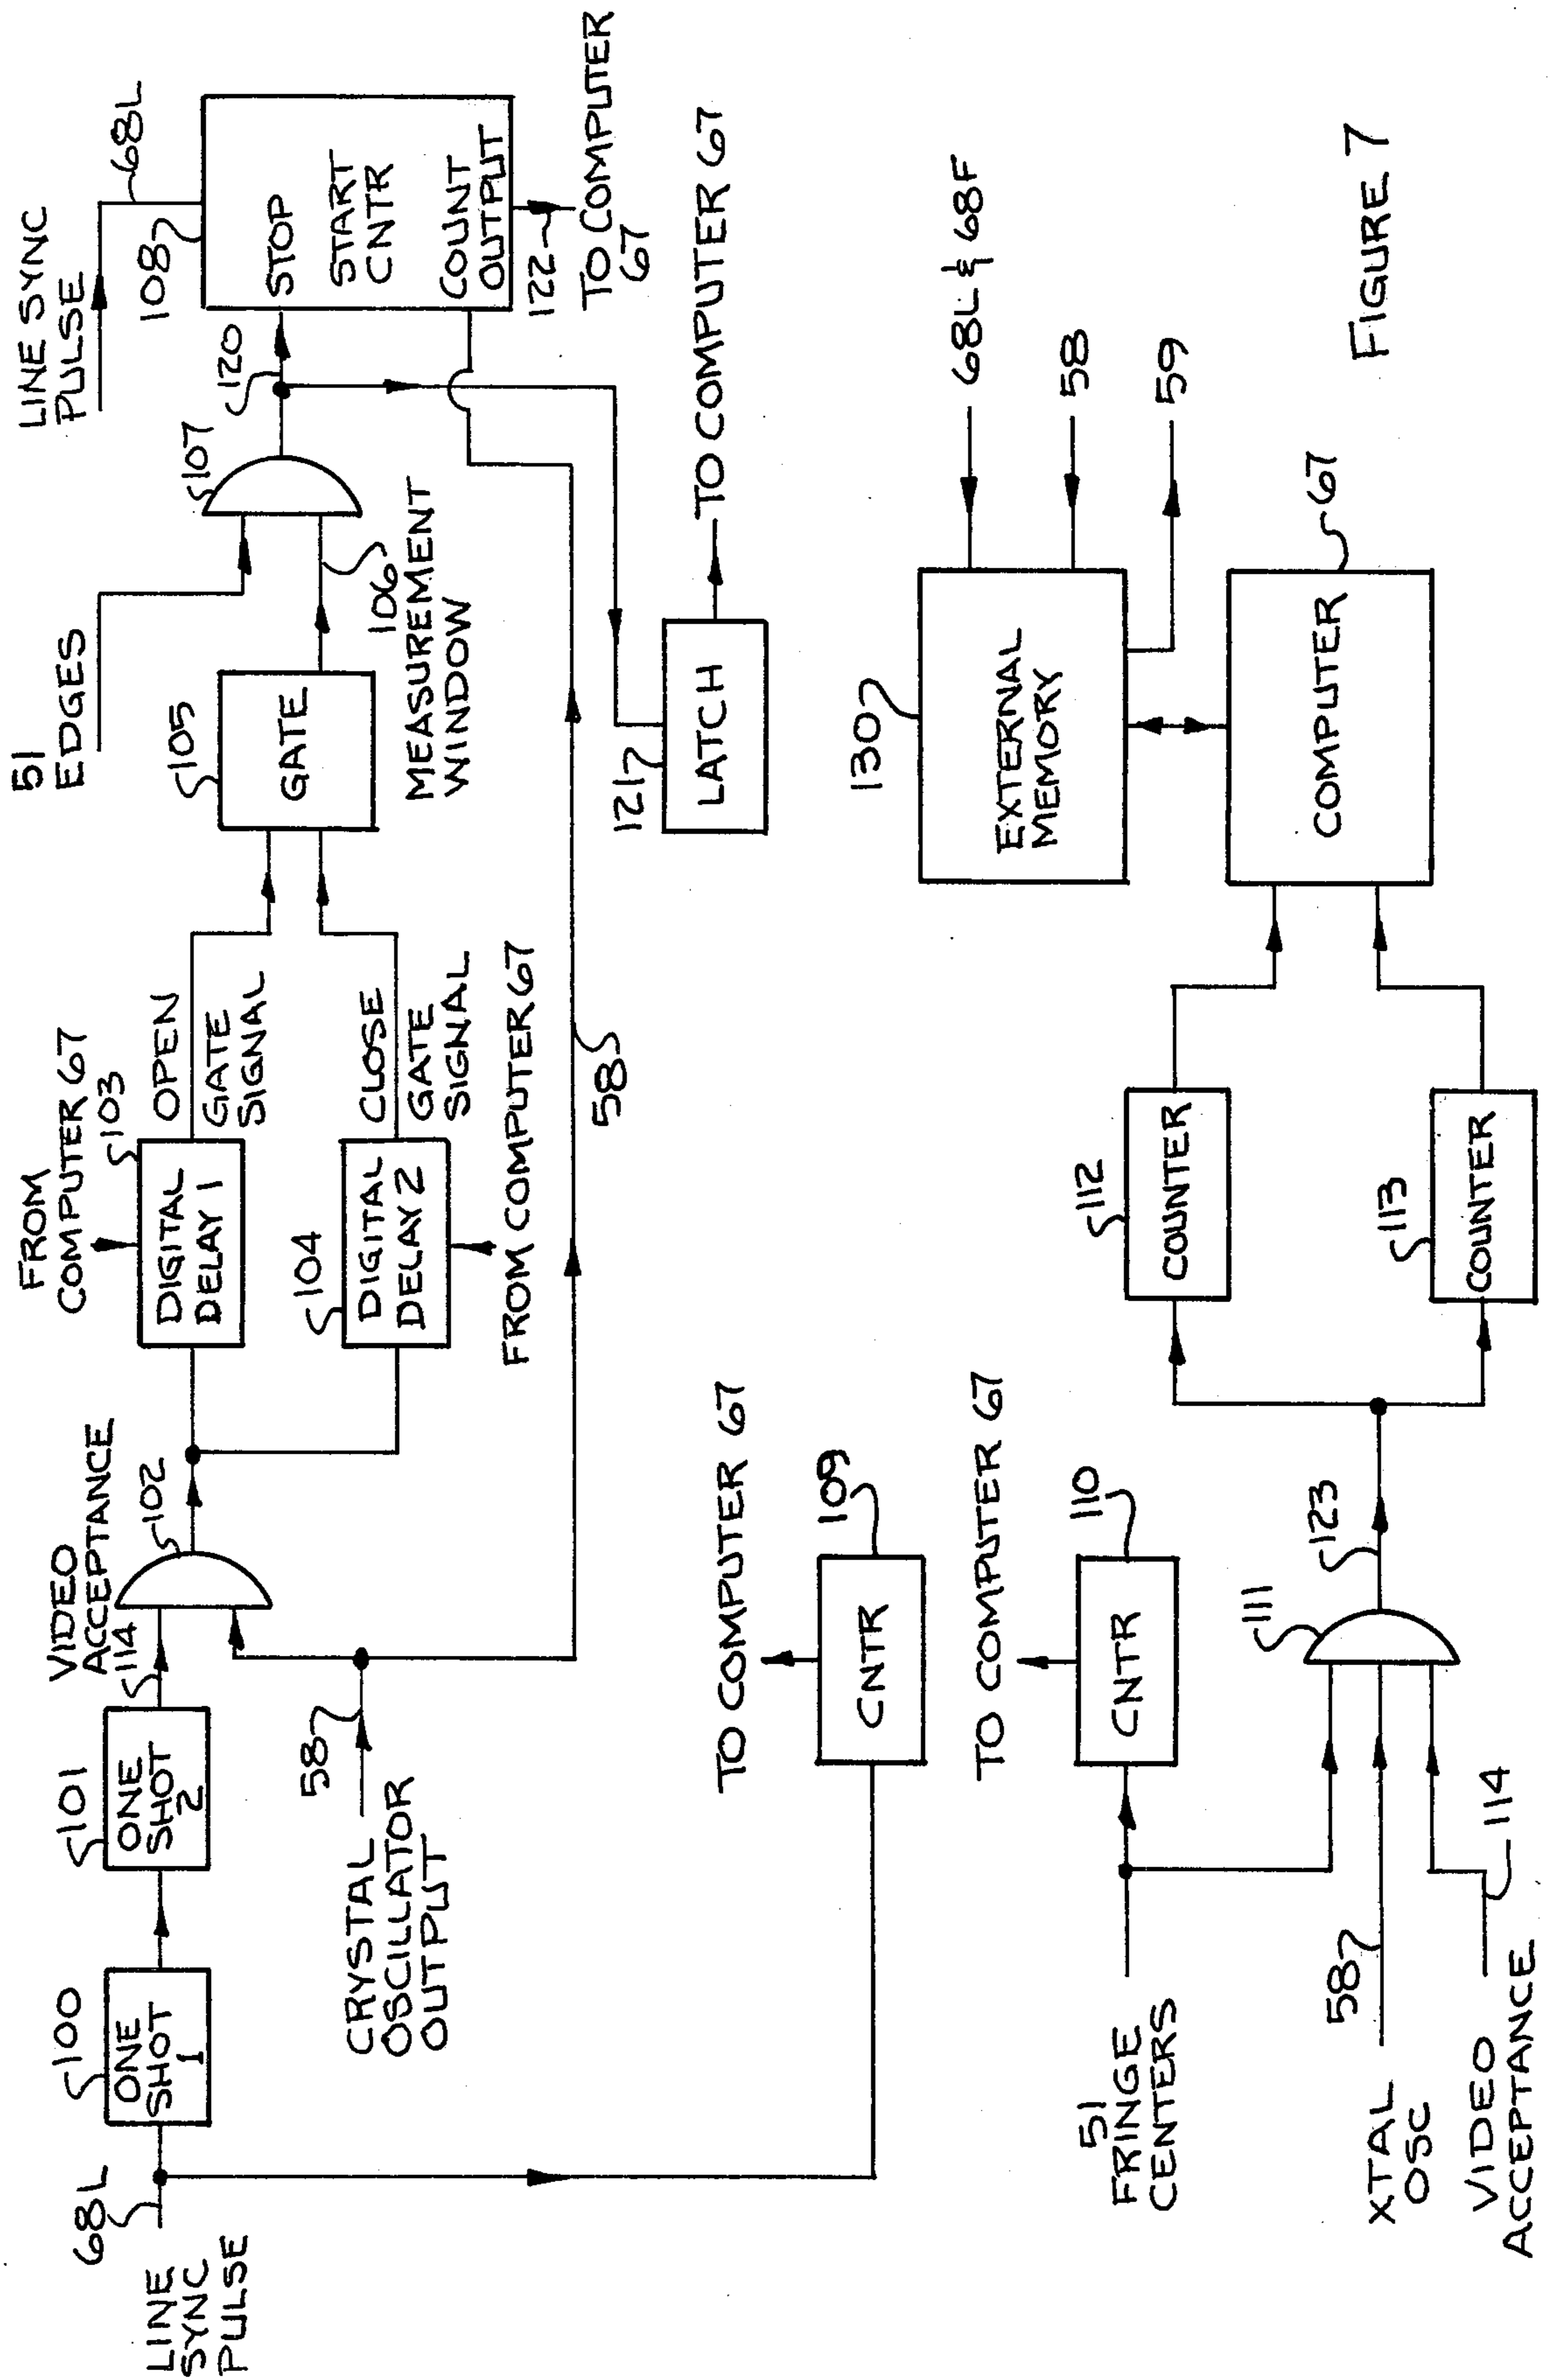 LINE
SYNC
PULSE
68L
100
ONE
SHOT
1
101
ONE
SHOT
2
114
VIDEO
ACCEPTANCE
102
58
CRYSTAL
OSCILLATOR
OUTPUT
FROM
COMPUTER 67
103
DIGITAL
DELAY 1
OPEN
GATE
SIGNAL
104
DIGITAL
DELAY 2
CLOSE
GATE
SIGNAL
FROM COMPUTER 67
58
105
GATE
51
EDGES
106
MEASUREMENT
WINDOW
107
120
LINE SYNC
PULSE
68L
108
STOP
START
CNTR
COUNT
OUTPUT
122
TO COMPUTER
67
121
LATCH
TO COMPUTER 67
TO COMPUTER 67
CNTR
109
TO COMPUTER 67
CNTR
110
51
FRINGE
CENTERS
58
XTAL
OSC
114
VIDEO
ACCEPTANCE
111
123
112
COUNTER
113
COUNTER
130
EXTERNAL
MEMORY
68L & 68F
58
59
COMPUTER
67
FIGURE 7